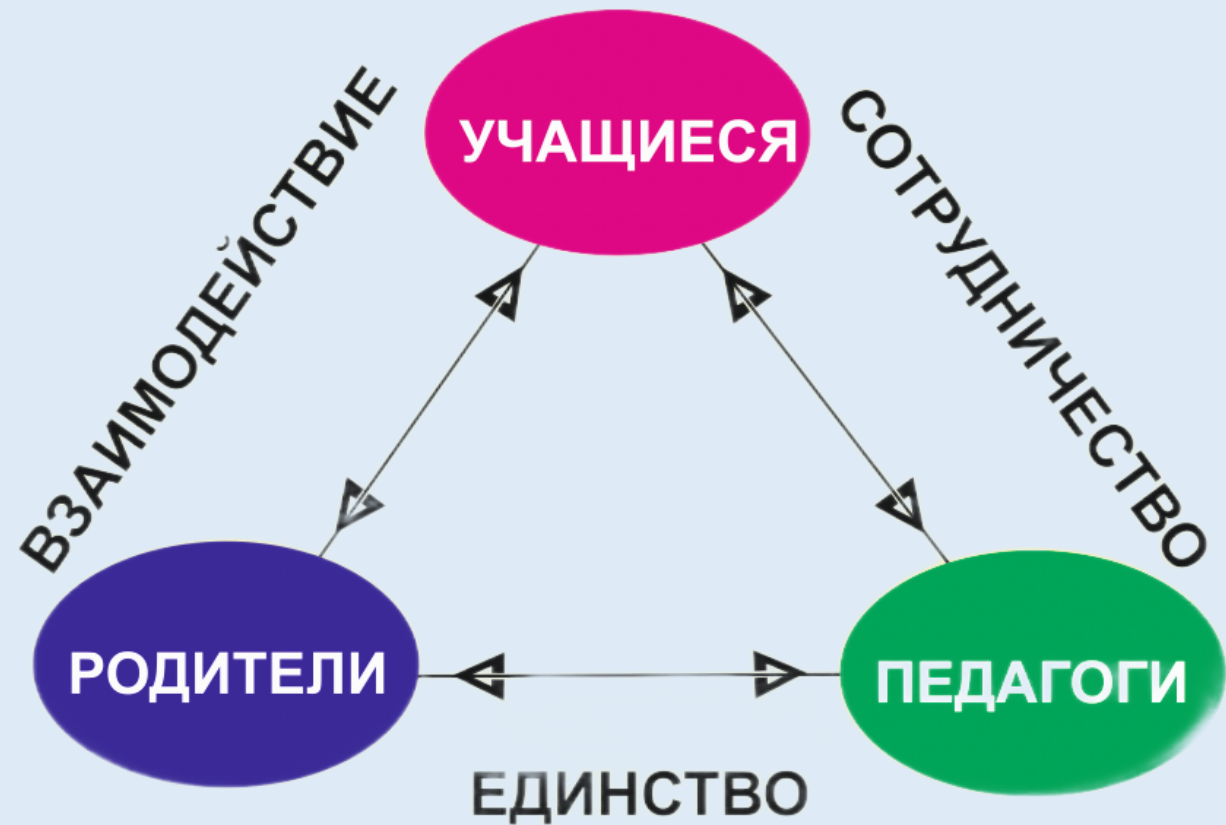 УЧАЩИЕСЯ
ВЗАИМОДЕЙСТВИЕ
СОТРУДНИЧЕСТВО
РОДИТЕЛИ
ПЕДАГОГИ
ЕДИНСТВО